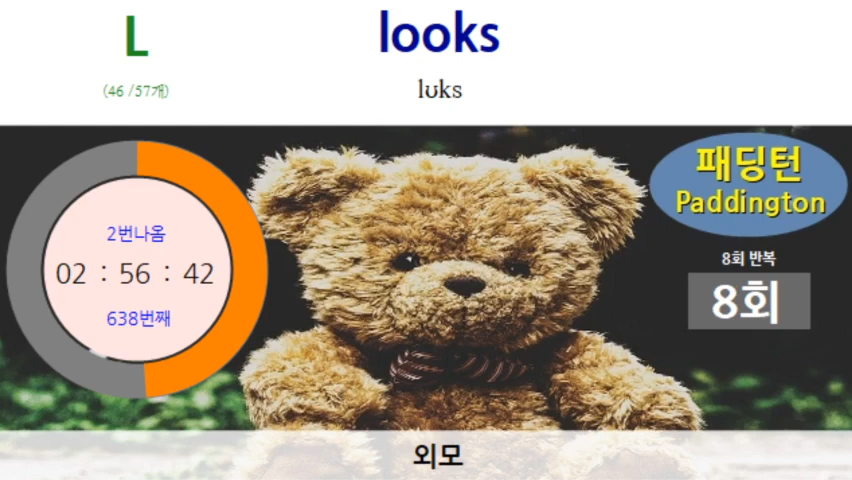 L
looks
(46 /57개)
lʊks
패딩턴
Paddington
2번나옴
02 : 56 : 42
638번째
8회 반복
8회
외모